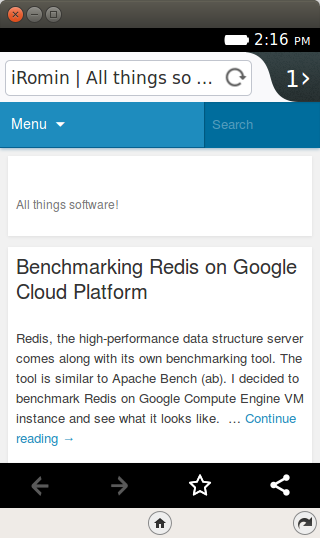 2:16 PM
iRomin | All things so ...
1›
Menu
Search
All things software!
Benchmarking Redis on Google
Cloud Platform
Redis, the high-performance data structure server
comes along with its own benchmarking tool. The
tool is similar to Apache Bench (ab). I decided to
benchmark Redis on Google Compute Engine VM
instance and see what it looks like.  … Continue
reading →